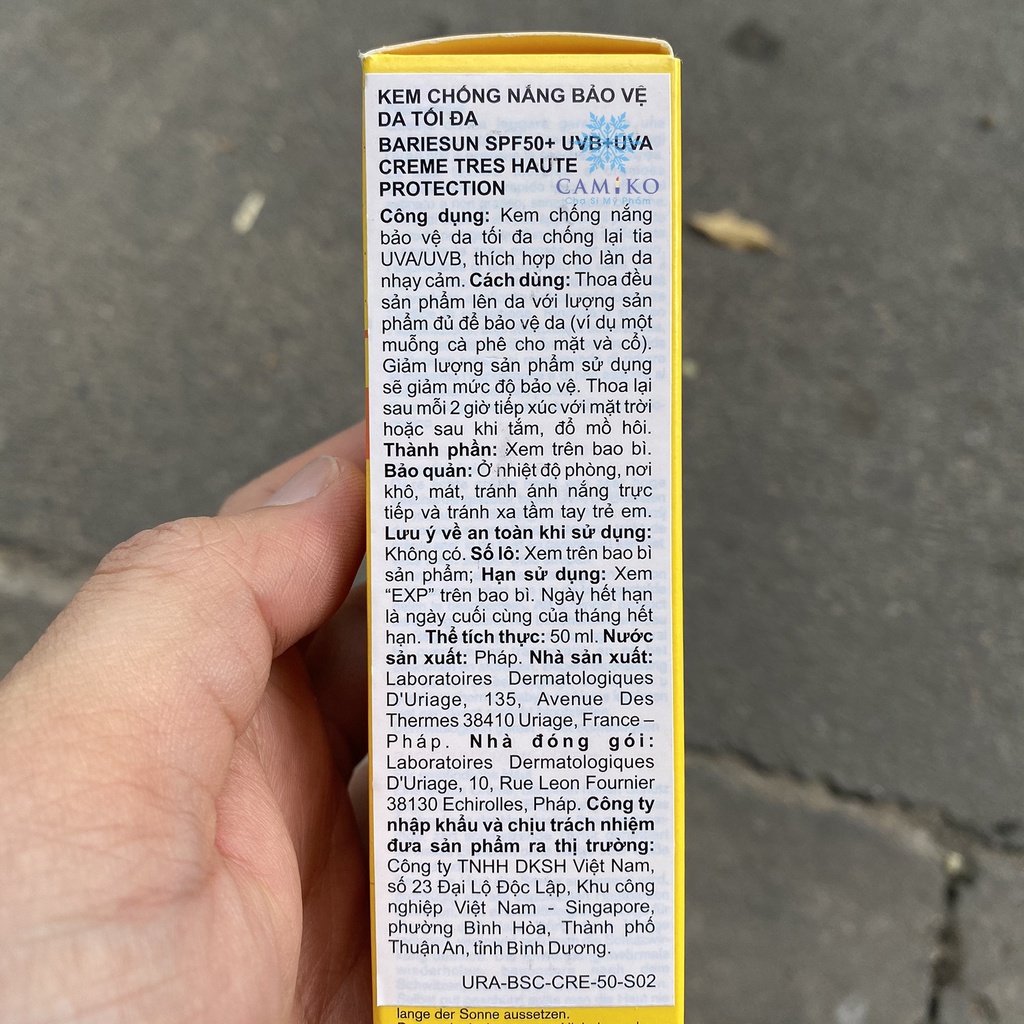 KEM CHỐNG NẮNG BẢO VỆ
DA TỐI ĐA
BARIESUN SPF50+ UVB+UVA
CREME TRES HAUTE
PROTECTION
CAMIKO
Chợ Sỉ Mỹ Phẩm
Công dụng: Kem chống nắng
bảo vệ da tối đa chống lại tia
UVA/UVB, thích hợp cho làn da
nhạy cảm. Cách dùng: Thoa đều
sản phẩm lên da với lượng sản
phẩm đủ để bảo vệ da (ví dụ một
muỗng cà phê cho mặt và cổ).
Giảm lượng sản phẩm sử dụng
sẽ giảm mức độ bảo vệ. Thoa lại
sau mỗi 2 giờ tiếp xúc với mặt trời
hoặc sau khi tắm, đổ mồ hôi.
Thành phần: Xem trên bao bì.
Bảo quản: Ở nhiệt độ phòng, nơi
khô, mát, tránh ánh nắng trực
tiếp và tránh xa tầm tay trẻ em.
Lưu ý về an toàn khi sử dụng:
Không có. Số lô: Xem trên bao bì
sản phẩm; Hạn sử dụng: Xem
“EXP” trên bao bì. Ngày hết hạn
là ngày cuối cùng của tháng hết
hạn. Thể tích thực: 50 ml. Nước
sản xuất: Pháp. Nhà sản xuất:
Laboratoires Dermatologiques
D'Uriage, 135, Avenue Des
Thermes 38410 Uriage, France –
Pháp. Nhà đóng gói:
Laboratoires Dermatologiques
D'Uriage, 10, Rue Leon Fournier
38130 Echirolles, Pháp. Công ty
nhập khẩu và chịu trách nhiệm
đưa sản phẩm ra thị trường:
Công ty TNHH DKSH Việt Nam,
số 23 Đại Lộ Độc Lập, Khu công
nghiệp Việt Nam - Singapore,
phường Bình Hòa, Thành phố
Thuận An, tỉnh Bình Dương.
URA-BSC-CRE-50-S02
lange der Sonne aussetzen.